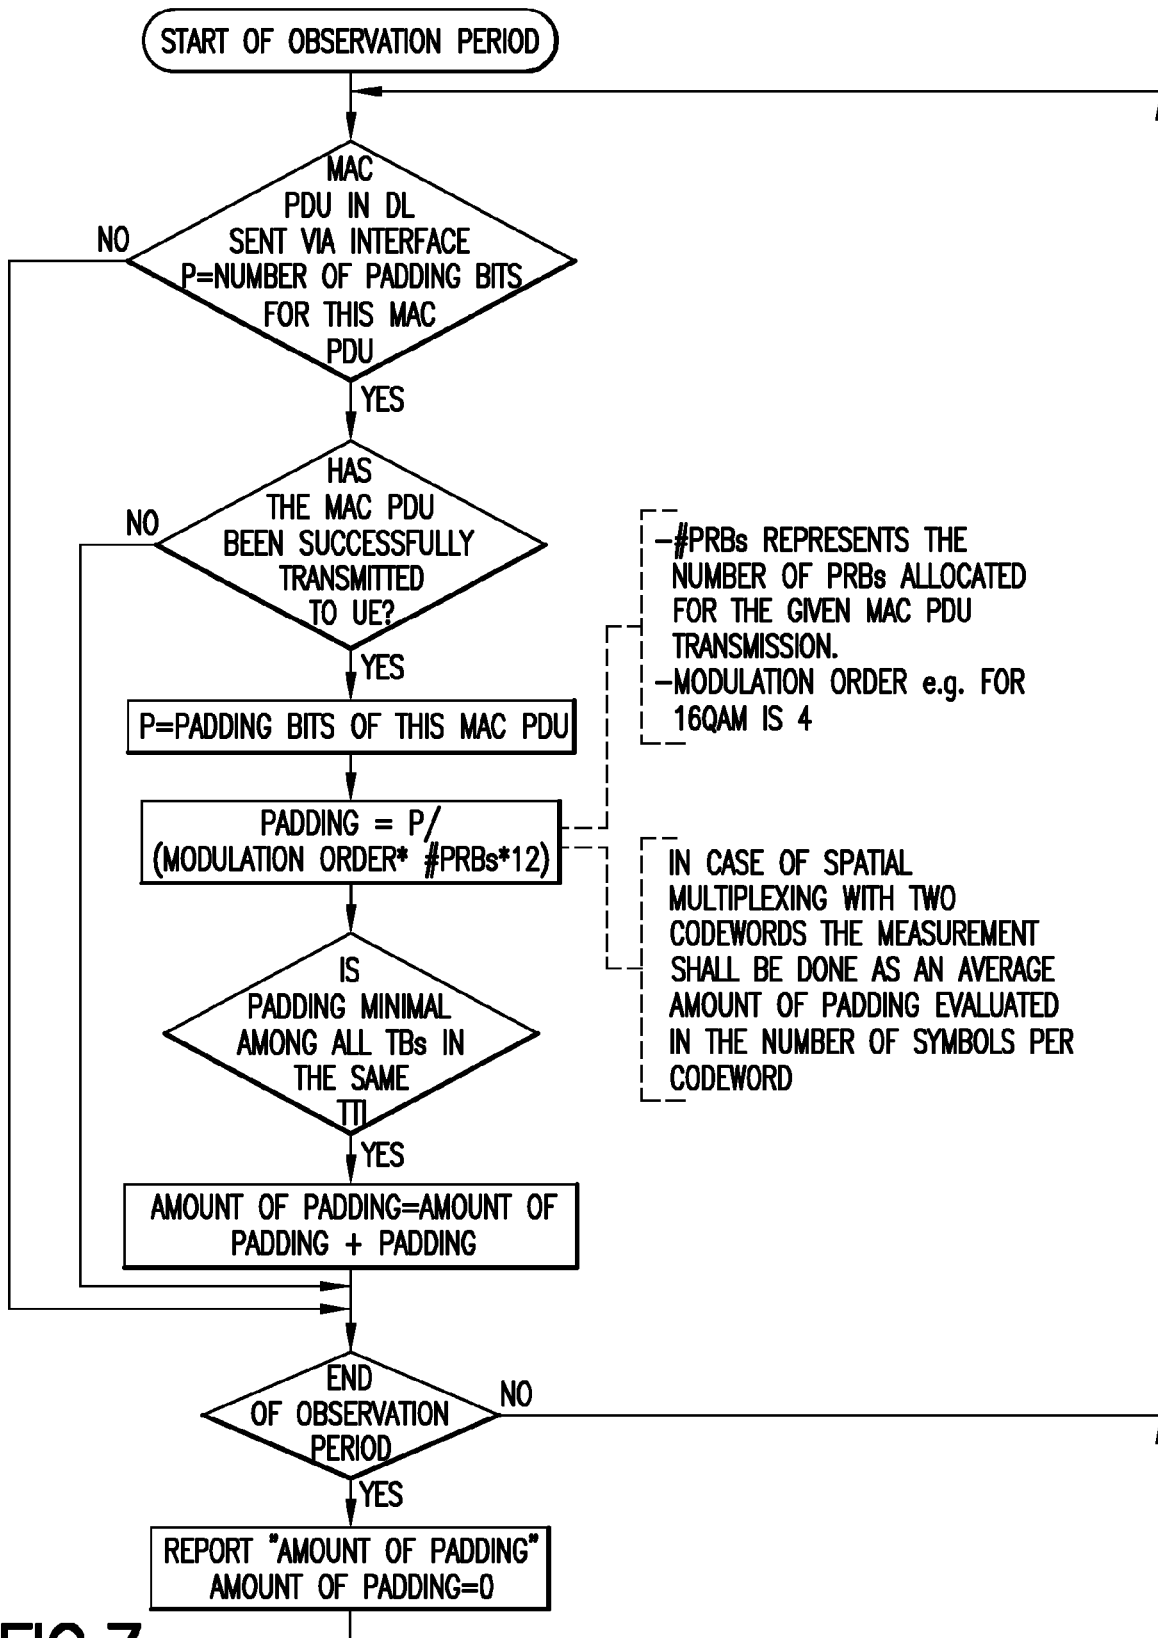 START OF OBSERVATION PERIOD
MAC
PDU IN DL
SENT VIA INTERFACE
P=NUMBER OF PADDING BITS
FOR THIS MAC
PDU
NO
YES
HAS
THE MAC PDU
BEEN SUCCESSFULLY
TRANSMITTED
TO UE?
NO
YES
P=PADDING BITS OF THIS MAC PDU
PADDING = P/
(MODULATION ORDER* #PRBs*12)
-#PRBs REPRESENTS THE
NUMBER OF PRBs ALLOCATED
FOR THE GIVEN MAC PDU
TRANSMISSION.
-MODULATION ORDER e.g. FOR
16QAM IS 4
IN CASE OF SPATIAL
MULTIPLEXING WITH TWO
CODEWORDS THE MEASUREMENT
SHALL BE DONE AS AN AVERAGE
AMOUNT OF PADDING EVALUATED
IN THE NUMBER OF SYMBOLS PER
CODEWORD
IS
PADDING MINIMAL
AMONG ALL TBs IN
THE SAME
TTI
YES
AMOUNT OF PADDING=AMOUNT OF
PADDING + PADDING
END
OF OBSERVATION
PERIOD
NO
YES
REPORT "AMOUNT OF PADDING"
AMOUNT OF PADDING=0